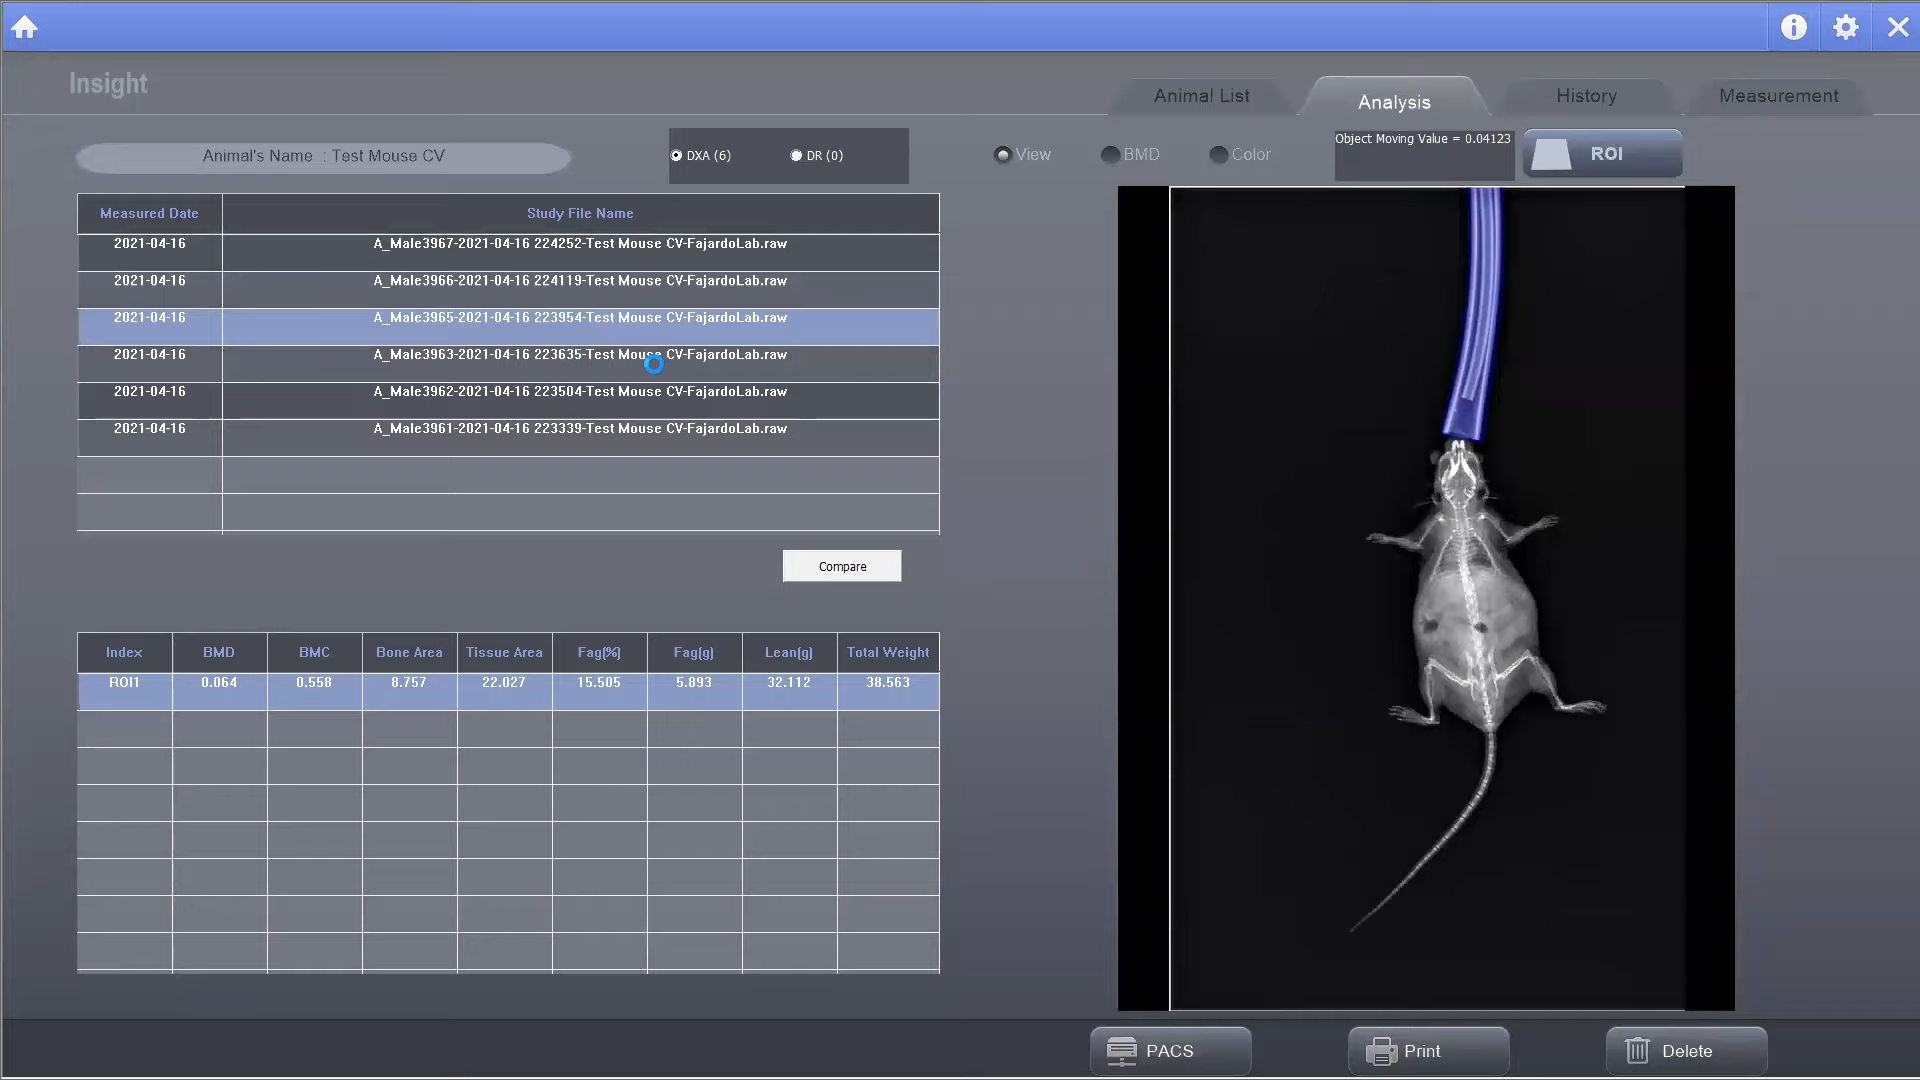 Insight
Animal List
Analysis
History
Measurement
Animal's Name : Test Mouse CV
DXA (6)
DR (0)
View
BMD
Color
Object Moving Value = 0.04123
ROI
Measured Date Study File Name
2021-04-16 A_Male3967-2021-04-16 224252-Test Mouse CV-FajardoLab.raw
2021-04-16 A_Male3966-2021-04-16 224119-Test Mouse CV-FajardoLab.raw
2021-04-16 A_Male3965-2021-04-16 223954-Test Mouse CV-FajardoLab.raw
2021-04-16 A_Male3963-2021-04-16 223635-Test Mouse CV-FajardoLab.raw
2021-04-16 A_Male3962-2021-04-16 223504-Test Mouse CV-FajardoLab.raw
2021-04-16 A_Male3961-2021-04-16 223339-Test Mouse CV-FajardoLab.raw
Compare
Index BMD BMC Bone Area Tissue Area Fag(%) Fag(g) Lean(g) Total Weight
ROI1 0.064 0.558 8.757 22.027 15.505 5.893 32.112 38.563
PACS
Print
Delete